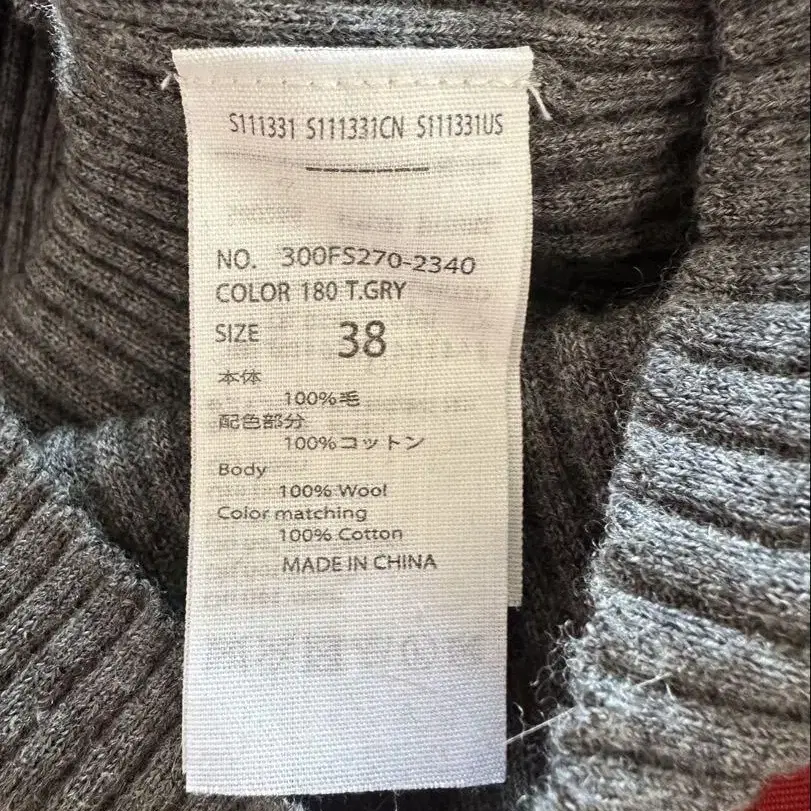 S111331 S111331CN S111331US
NO. 300FS270-2340
COLOR 180 T.GRY
SIZE 38
本体
100%毛
配色部分
100%コットン
Body
100% Wool
Color matching
100% Cotton
MADE IN CHINA